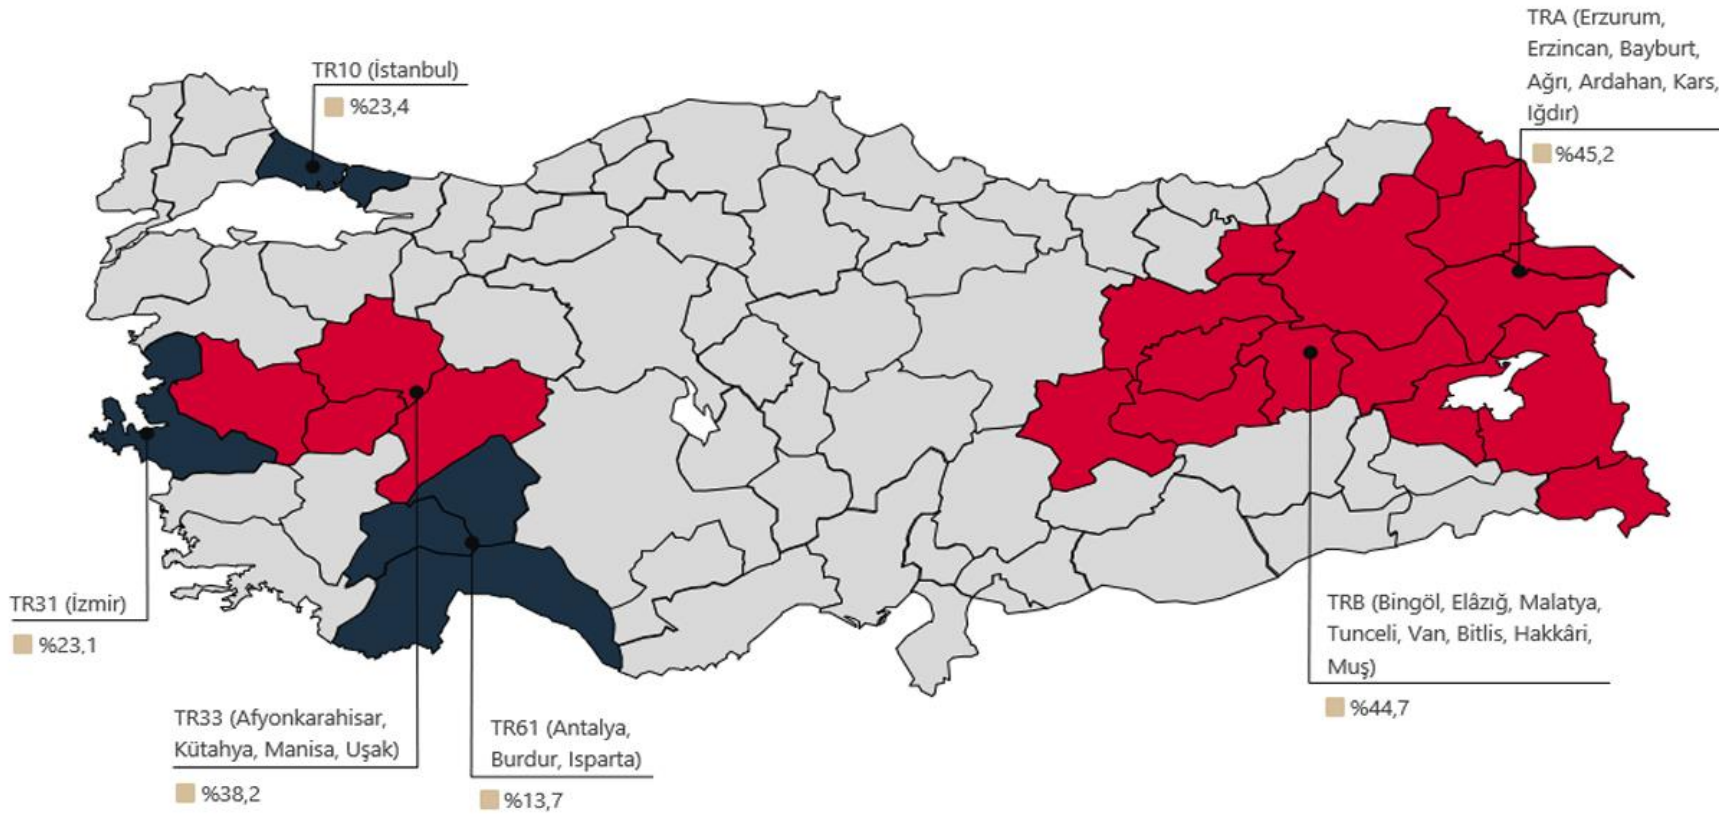 TRA (Erzurum,
Erzincan, Bayburt,
Ağrı, Ardahan, Kars,
Iğdır)
%45,2
TR10 (İstanbul)
%23,4
TR31 (İzmir)
%23,1
TR33 (Afyonkarahisar,
Kütahya, Manisa, Uşak)
%38,2
TR61 (Antalya,
Burdur, Isparta)
%13,7
TRB (Bingöl, Elâzığ, Malatya,
Tunceli, Van, Bitlis, Hakkâri,
Muş)
%44,7